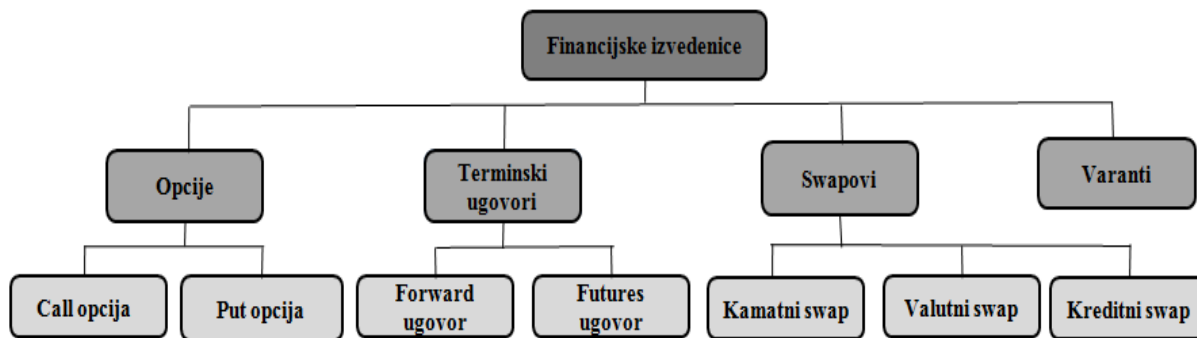 Financijske izvedenice
Opcije
Terminski
ugovori
Swapovi
Varanti
Call opcija
Put opcija
Forward
ugovor
Futures
ugovor
Kamatni swap
Valutni swap
Kreditni swap